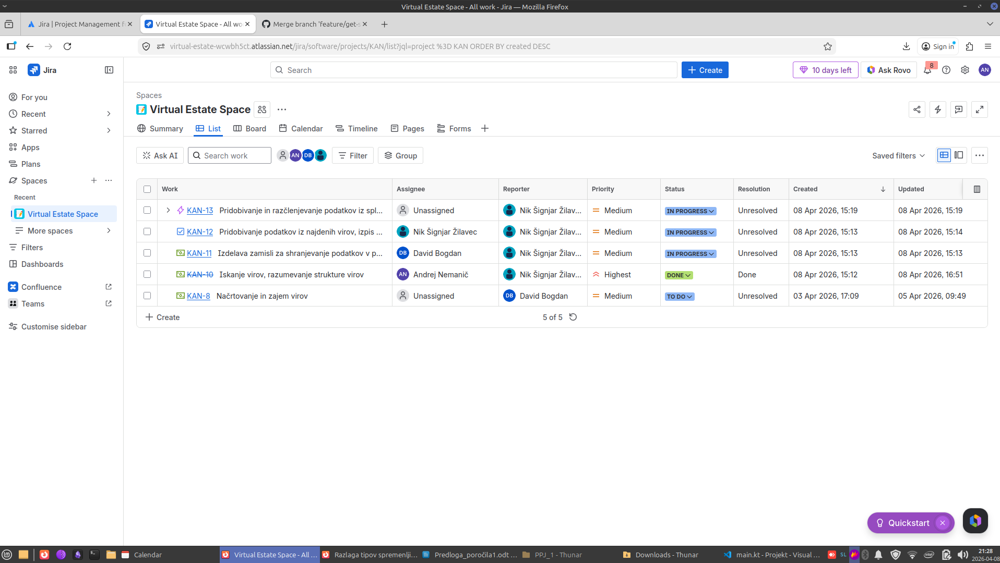 Virtual Estate Space - All work - Jira — Mozilla Firefox
Jira | Project Management f
Virtual Estate Space - All wo
Merge branch 'feature/get-s
virtual-estate-wcwbh5ct.atlassian.net/jira/software/projects/KAN/list?jql=project %3D KAN ORDER BY created DESC
Sign in
Jira
Search
Create
10 days left
Ask Rovo
8
AN
For you
Recent
Starred
Apps
Plans
Spaces
Recent
Virtual Estate Space
More spaces
Filters
Dashboards
Confluence
Teams
Customise sidebar
Spaces
Virtual Estate Space
Summary List Board Calendar Timeline Pages Forms
Ask AI Search work AN DB Filter Group Saved filters
Work Assignee Reporter Priority Status Resolution Created Updated
KAN-13 Pridobivanje in razčlenjevanje podatkov iz spl... Unassigned Nik Šignjar Žilav... Medium IN PROGRESS Unresolved 08 Apr 2026, 15:19 08 Apr 2026, 15:19
KAN-12 Pridobivanje podatkov iz najdenih virov, izpis ... Nik Šignjar Žilavec Nik Šignjar Žilav... Medium IN PROGRESS Unresolved 08 Apr 2026, 15:13 08 Apr 2026, 15:14
KAN-11 Izdelava zamisli za shranjevanje podatkov v p... DB David Bogdan Nik Šignjar Žilav... Medium IN PROGRESS Unresolved 08 Apr 2026, 15:13 08 Apr 2026, 15:13
KAN-10 Iskanje virov, razumevanje strukture virov AN Andrej Nemanič Nik Šignjar Žilav... Highest DONE Done 08 Apr 2026, 15:12 08 Apr 2026, 16:51
KAN-8 Načrtovanje in zajem virov Unassigned DB David Bogdan Medium TO DO Unresolved 03 Apr 2026, 17:09 05 Apr 2026, 09:49
Create 5 of 5
Quickstart
Calendar
Virtual Estate Space - All ...
Razlaga tipov spremenlji...
Predloga_poročila1.odt ...
PPJ_1 - Thunar
Downloads - Thunar
main.kt - Projekt - Visual ...
SL
intel
21:28
2026-04-08